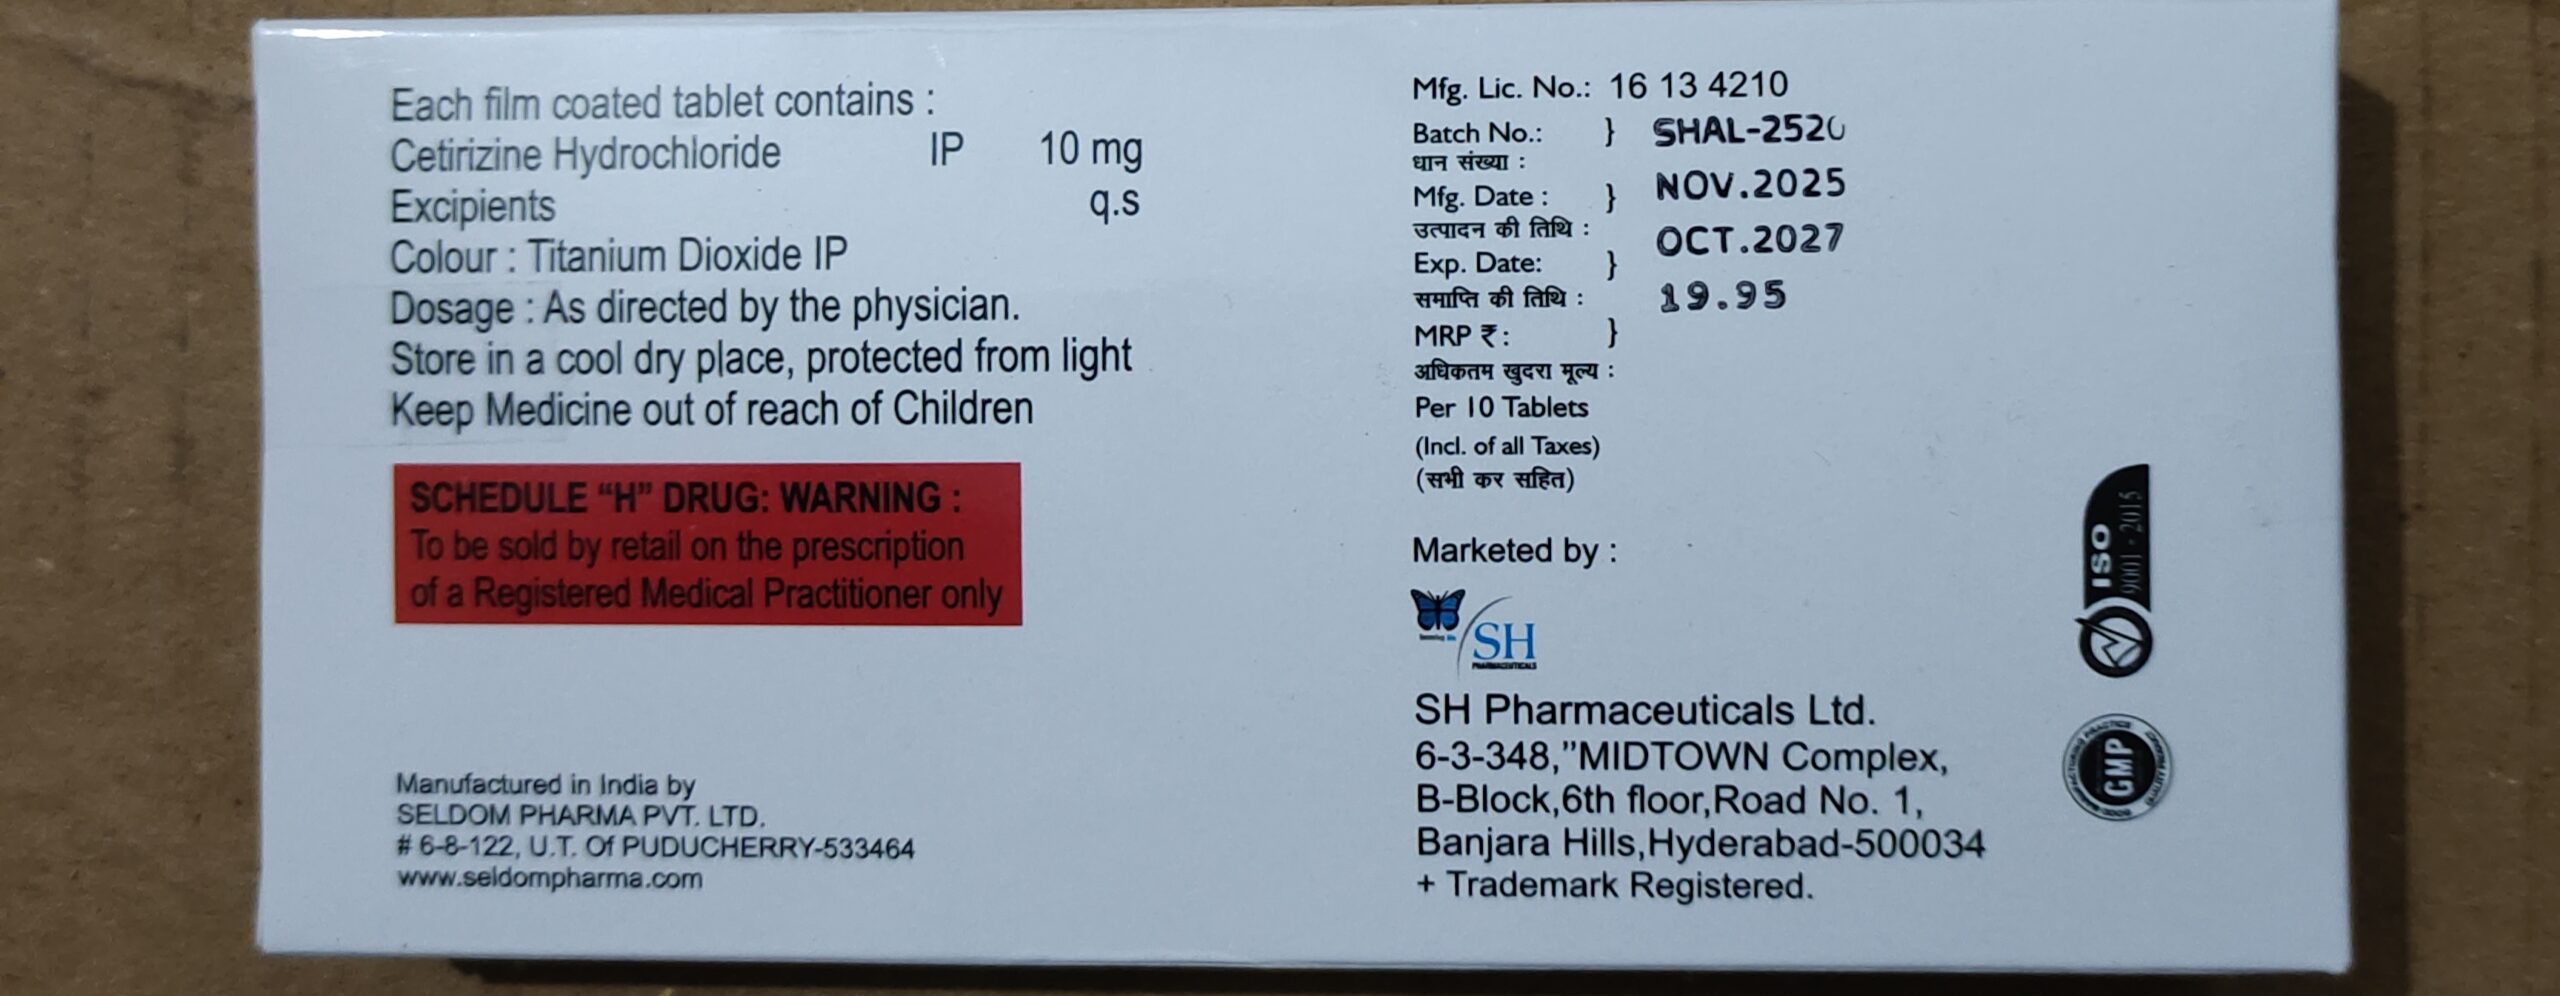 Each film coated tablet contains :
Cetirizine Hydrochloride IP 10 mg
Excipients q.s
Colour : Titanium Dioxide IP
Dosage : As directed by the physician.
Store in a cool dry place, protected from light
Keep Medicine out of reach of Children
SCHEDULE “H” DRUG: WARNING :
To be sold by retail on the prescription
of a Registered Medical Practitioner only
Manufactured in India by
SELDOM PHARMA PVT. LTD.
# 6-8-122, U.T. Of PUDUCHERRY-533464
www.seldompharma.com
Mfg. Lic. No.: 16 13 4210
Batch No.: } SHAL-2520
धान संख्या :
Mfg. Date : } NOV.2025
उत्पादन की तिथि :
Exp. Date: } OCT.2027
समाप्ति की तिथि :
MRP ₹ : } 19.95
अधिकतम खुदरा मूल्य :
Per 10 Tablets
(Incl. of all Taxes)
(सभी कर सहित)
Marketed by :
SH
PHARMACEUTICALS
SH Pharmaceuticals Ltd.
6-3-348,”MIDTOWN Complex,
B-Block,6th floor,Road No. 1,
Banjara Hills,Hyderabad-500034
+ Trademark Registered.
ISO
9001 - 2015
GMP